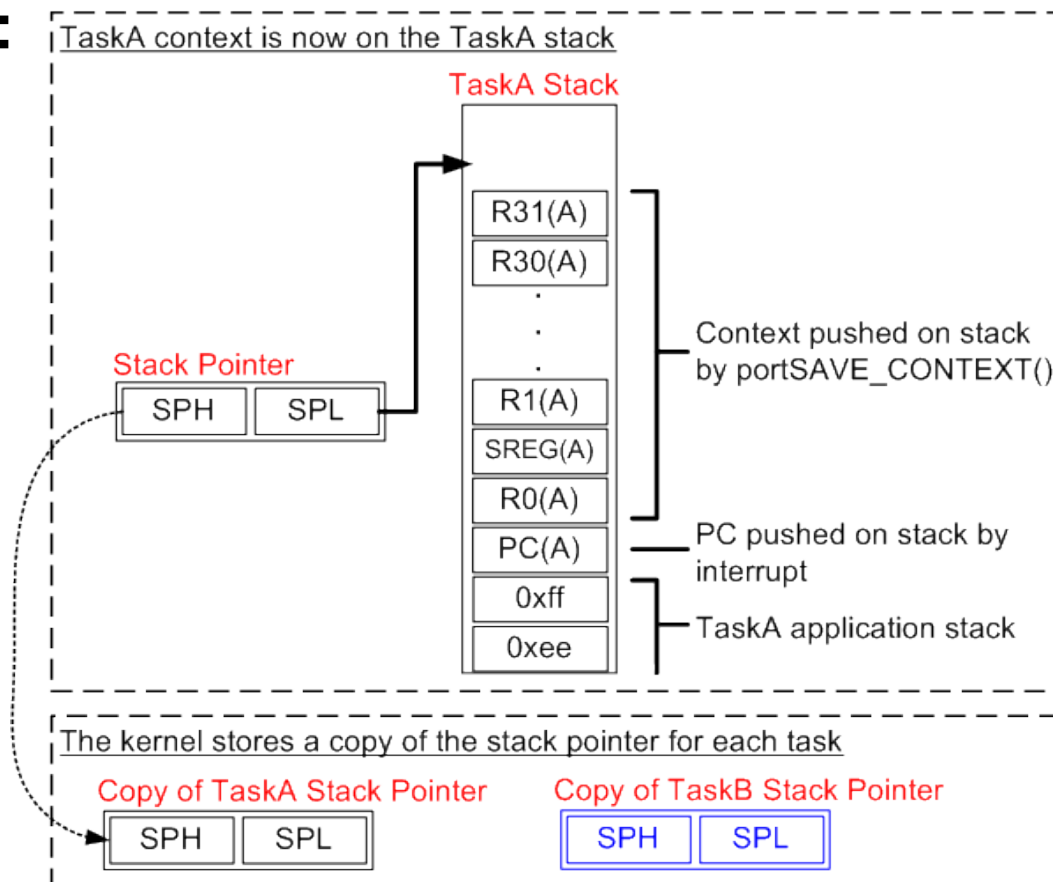 TaskA context is now on the TaskA stack
TaskA Stack
R31(A)
R30(A)
.
.
.
Context pushed on stack
by portSAVE_CONTEXT()
Stack Pointer
SPH SPL
R1(A)
SREG(A)
R0(A)
PC(A)
PC pushed on stack by
interrupt
0xff
TaskA application stack
0xee
The kernel stores a copy of the stack pointer for each task
Copy of TaskA Stack Pointer Copy of TaskB Stack Pointer
SPH SPL SPH SPL